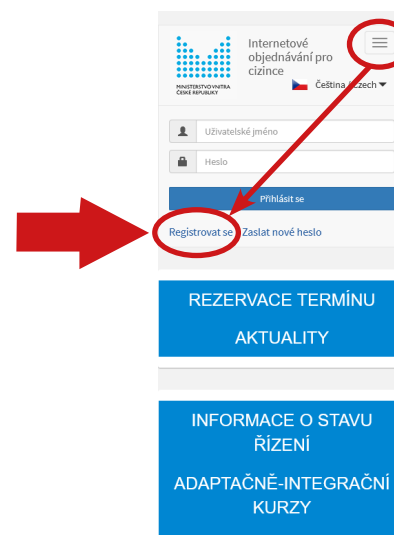 Internetové
objednávání pro
cizince
MINISTERSTVO VNITRA
ČESKÉ REPUBLIKY
Čeština / Czech
Uživatelské jméno
Heslo
Přihlásit se
Registrovat se Zaslat nové heslo
REZERVACE TERMÍNU
AKTUALITY
INFORMACE O STAVU
ŘÍZENÍ
ADAPTAČNĚ-INTEGRAČNÍ
KURZY